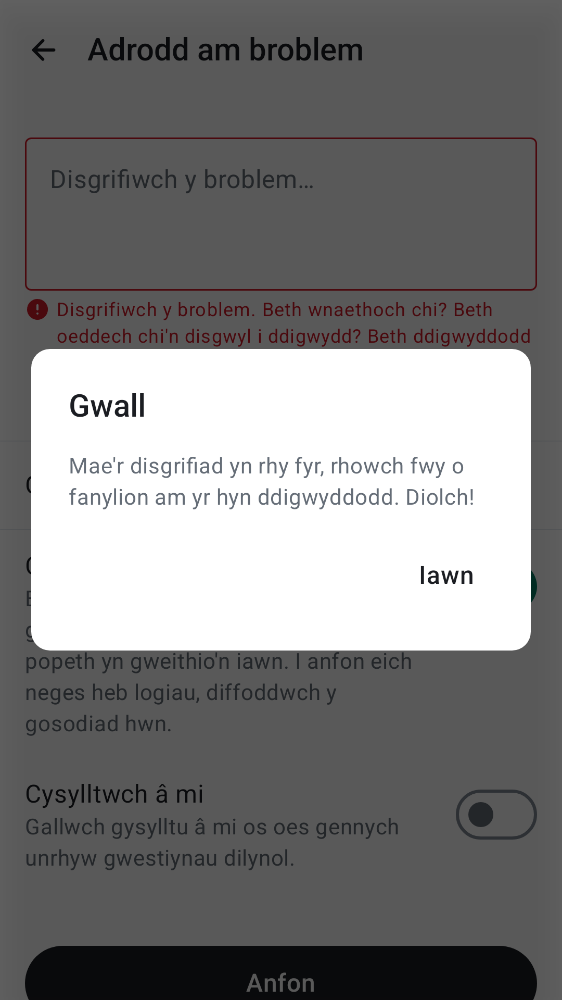 Adrodd am broblem
Disgrifiwch y broblem...
Disgrifiwch y broblem. Beth wnaethoch chi? Beth
oeddech chi'n disgwyl i ddigwydd? Beth ddigwyddodd
Gwall
Mae'r disgrifiad yn rhy fyr, rhowch fwy o
fanylion am yr hyn ddigwyddodd. Diolch!
Iawn
popeth yn gweithio'n iawn. I anfon eich
neges heb logiau, diffoddwch y
gosodiad hwn.
Cysylltwch â mi
Gallwch gysylltu â mi os oes gennych
unrhyw gwestiynau dilynol.
Anfon